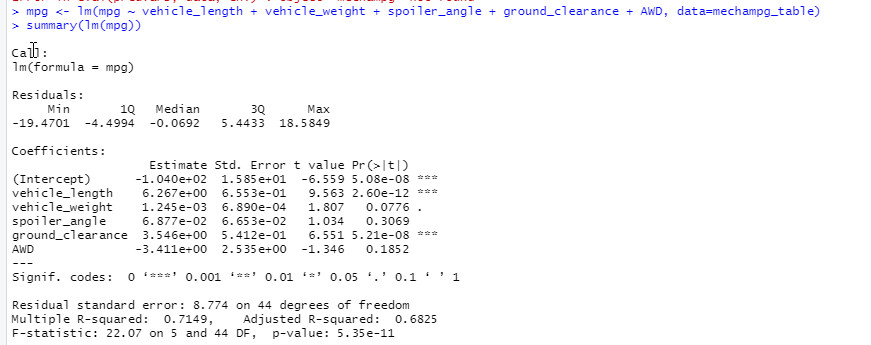 > mpg <- lm(mpg ~ vehicle_length + vehicle_weight + spoiler_angle + ground_clearance + AWD, data=mechampg_table)
> summary(lm(mpg))
Call:
lm(formula = mpg)
Residuals:
     Min       1Q   Median       3Q      Max
-19.4701  -4.4994  -0.0692   5.4433  18.5849
Coefficients:
                   Estimate Std. Error t value Pr(>|t|)
(Intercept)      -1.040e+02  1.585e+01  -6.559 5.08e-08 ***
vehicle_length    6.267e+00  6.553e-01   9.563 2.60e-12 ***
vehicle_weight    1.245e-03  6.890e-04   1.807   0.0776 .
spoiler_angle     6.877e-02  6.653e-02   1.034   0.3069
ground_clearance  3.546e+00  5.412e-01   6.551 5.21e-08 ***
AWD              -3.411e+00  2.535e+00  -1.346   0.1852
---
Signif. codes:  0 ‘***’ 0.001 ‘**’ 0.01 ‘*’ 0.05 ‘.’ 0.1 ‘ ’ 1
Residual standard error: 8.774 on 44 degrees of freedom
Multiple R-squared:  0.7149,    Adjusted R-squared:  0.6825
F-statistic: 22.07 on 5 and 44 DF,  p-value: 5.35e-11